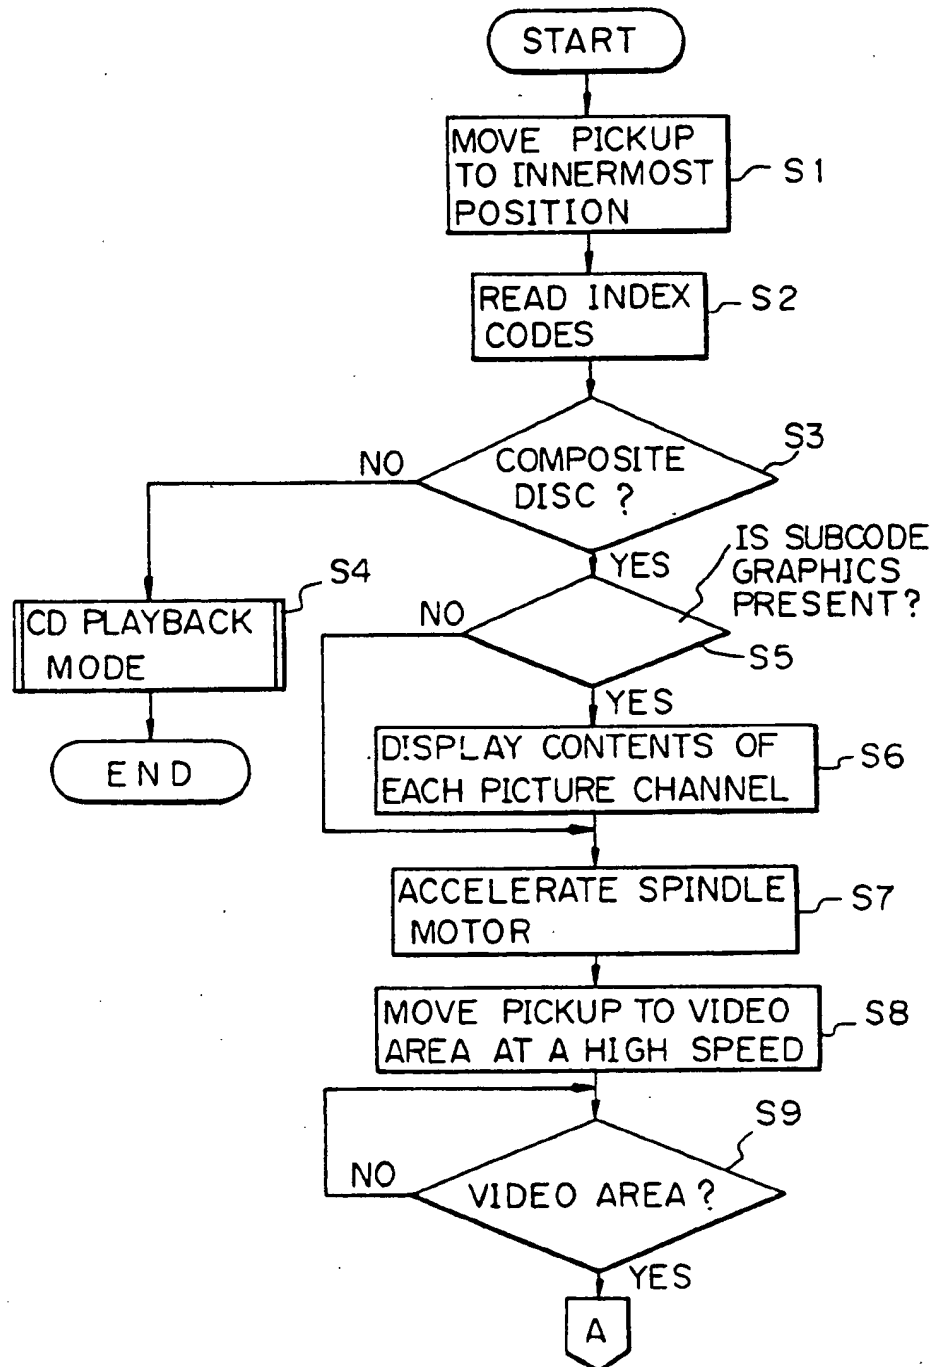 START
MOVE PICKUP
TO INNERMOST
POSITION
S1
READ INDEX
CODES
S2
COMPOSITE
DISC ?
S3
NO
YES
S4
CD PLAYBACK
MODE
END
IS SUBCODE
GRAPHICS
PRESENT?
NO
S5
YES
DISPLAY CONTENTS OF
EACH PICTURE CHANNEL
S6
ACCELERATE SPINDLE
MOTOR
S7
MOVE PICKUP TO VIDEO
AREA AT A HIGH SPEED
S8
S9
NO
VIDEO AREA?
YES
A